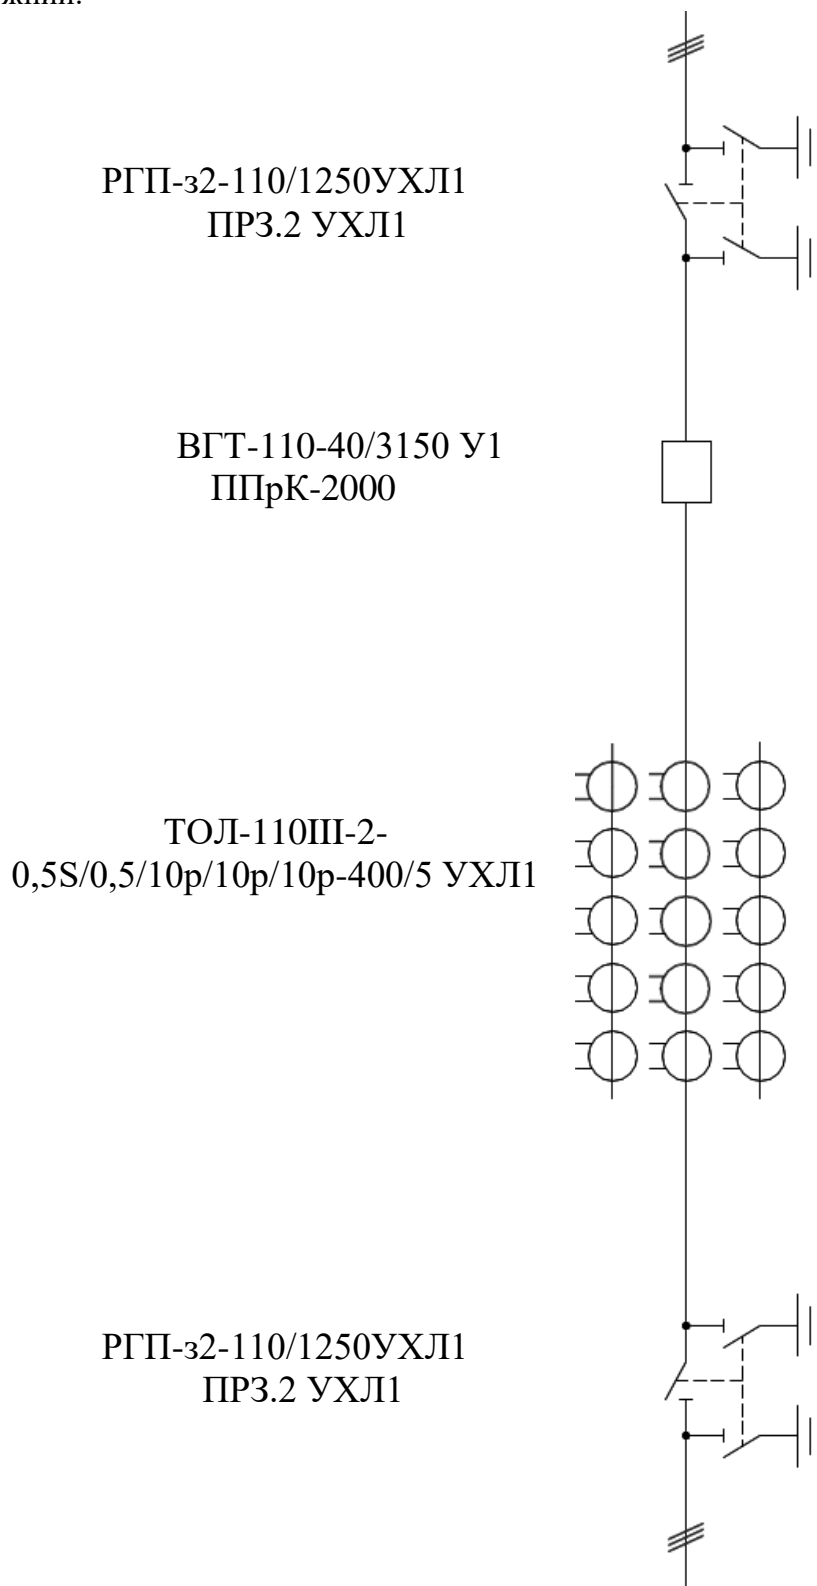 РГП-з2-110/1250УХЛ1
ПРЗ.2 УХЛ1
ВГТ-110-40/3150 У1
ППрК-2000
ТОЛ-110III-2-
0,5S/0,5/10р/10р/10р-400/5 УХЛ1
РГП-з2-110/1250УХЛ1
ПРЗ.2 УХЛ1